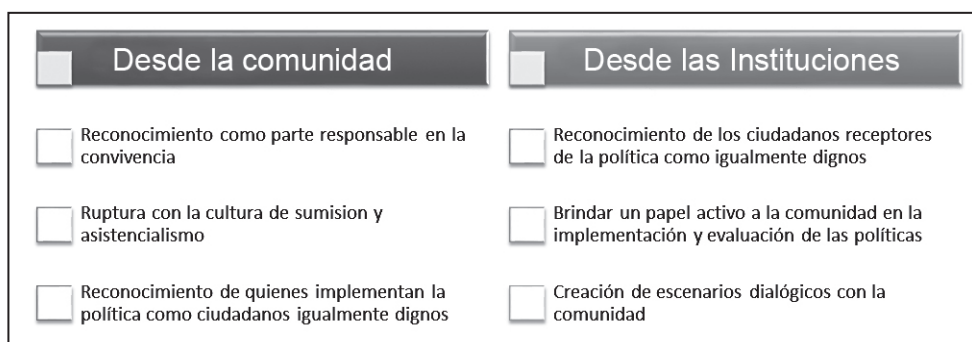 Desde la comunidad
Reconocimiento como parte responsable en la
convivencia
Ruptura con la cultura de sumision y
asistencialismo
Reconocimiento de quienes implementan la
política como ciudadanos igualmente dignos
Desde las Instituciones
Reconocimiento de los ciudadanos receptores
de la política como igualmente dignos
Brindar un papel activo a la comunidad en la
implementación y evaluación de las políticas
Creación de escenarios dialógicos con la
comunidad